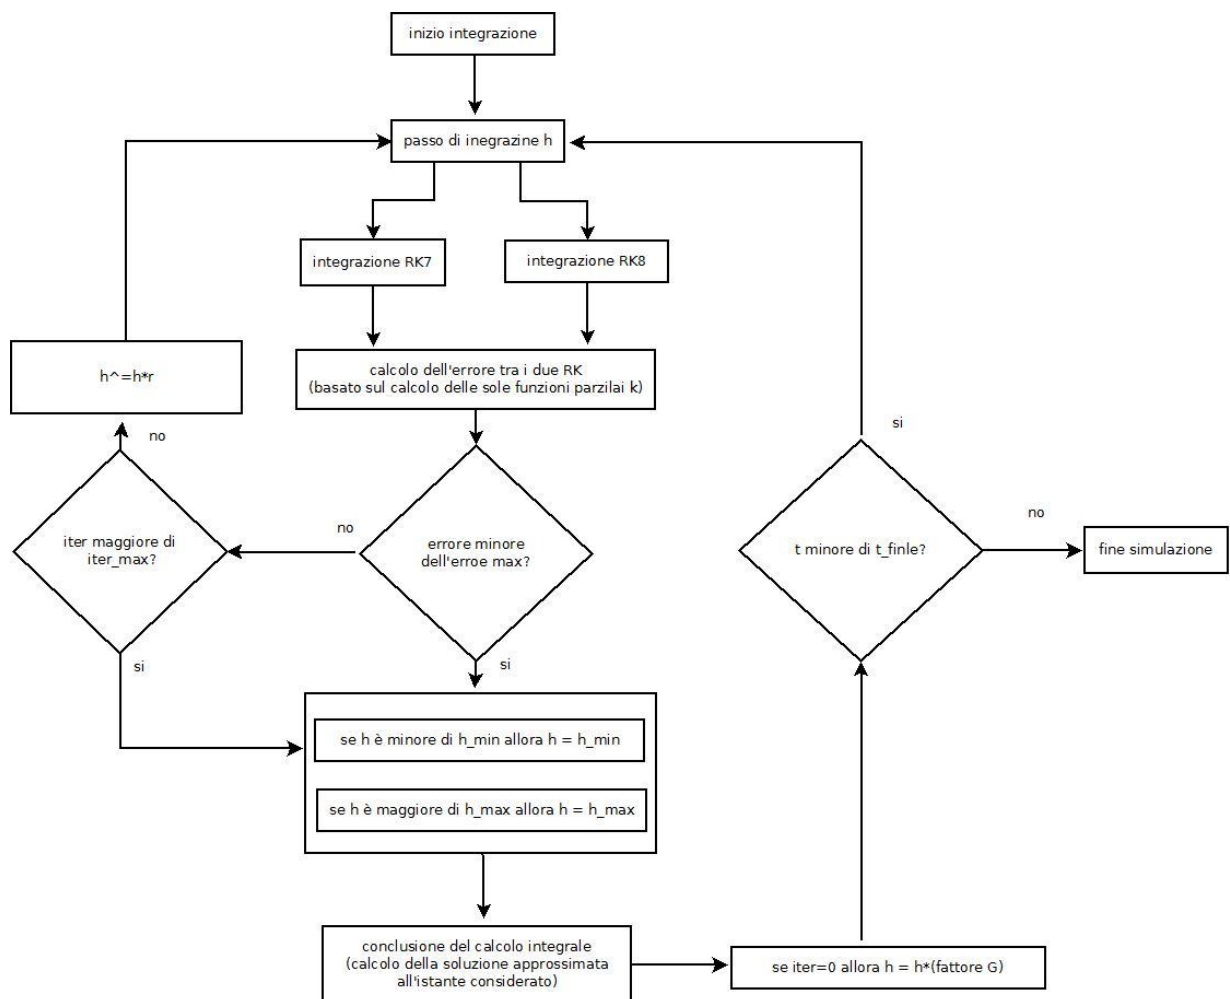 inizio integrazione
passo di inegrazine h
integrazione RK7
integrazione RK8
h^=h*r
calcolo dell'errore tra i due RK
(basato sul calcolo delle sole funzioni parzilai k)
no
si
iter maggiore di
iter_max?
no
errore minore
dell'erroe max?
t minore di t_finle?
no
fine simulazione
si
si
se h è minore di h_min allora h = h_min
se h è maggiore di h_max allora h = h_max
conclusione del calcolo integrale
(calcolo della soluzione approssimata
all'istante considerato)
se iter=0 allora h = h*(fattore G)